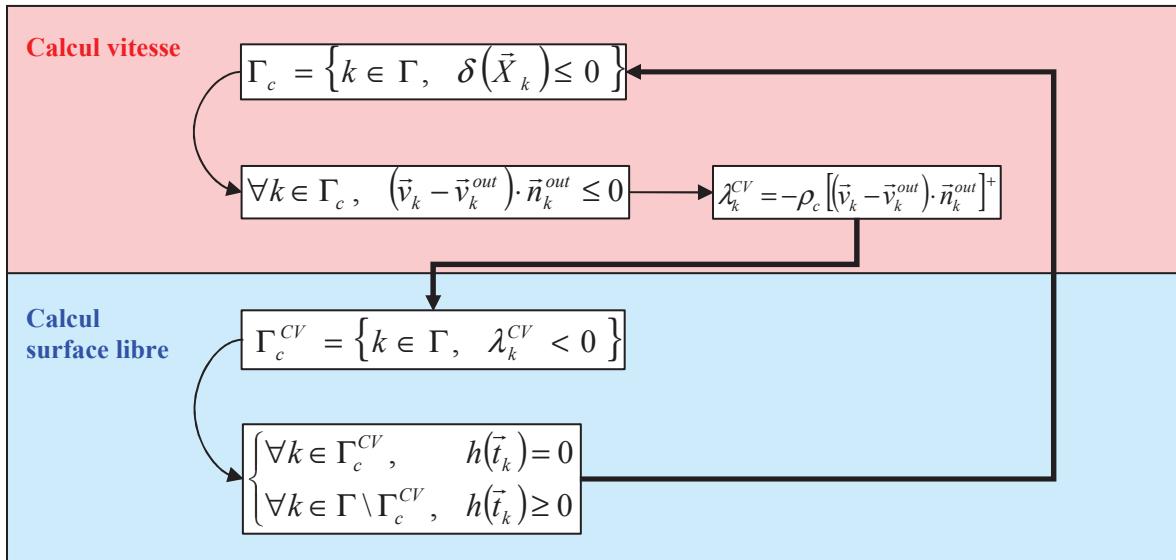 Calcul vitesse
Γ_c = {k ∈ Γ, δ(X⃗_k) ≤ 0}
∀k ∈ Γ_c, (v⃗_k − v⃗_k^{out}) · n⃗_k^{out} ≤ 0
λ_k^{CV} = −ρ_c [(v⃗_k − v⃗_k^{out}) · n⃗_k^{out}]^+
Calcul
surface libre
Γ_c^{CV} = {k ∈ Γ, λ_k^{CV} < 0}
∀k ∈ Γ_c^{CV}, h(t⃗_k) = 0
∀k ∈ Γ \ Γ_c^{CV}, h(t⃗_k) ≥ 0